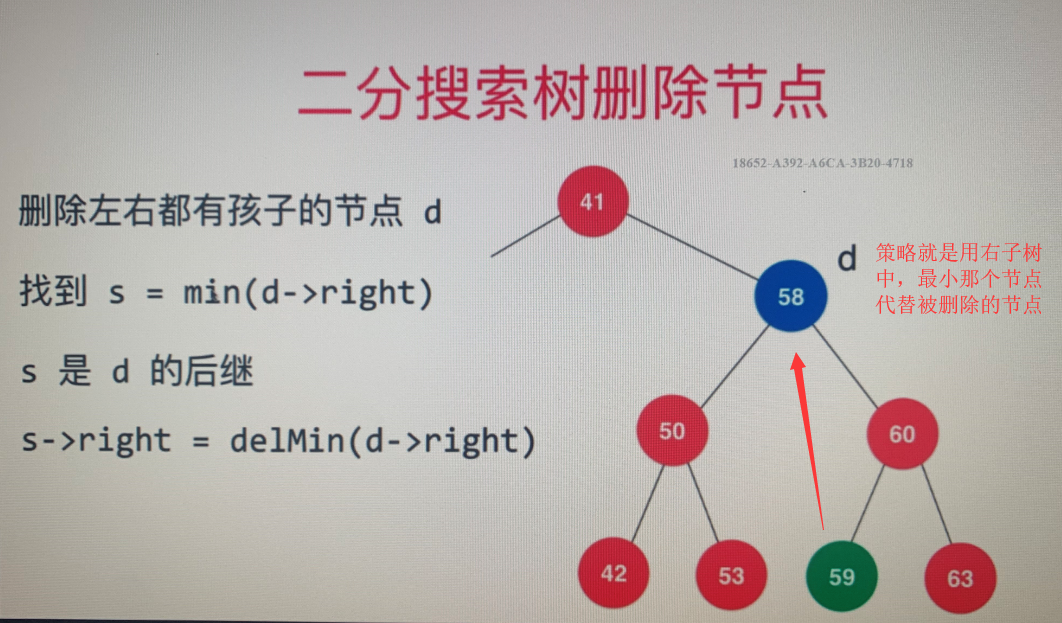 二分搜索树删除节点
18652-A392-A6CA-3B20-4718
删除左右都有孩子的节点 d
找到 s = min(d->right)
s 是 d 的后继
s->right = delMin(d->right)
41
d
58
策略就是用右子树
中，最小那个节点
代替被删除的节点
50
60
42
53
59
63